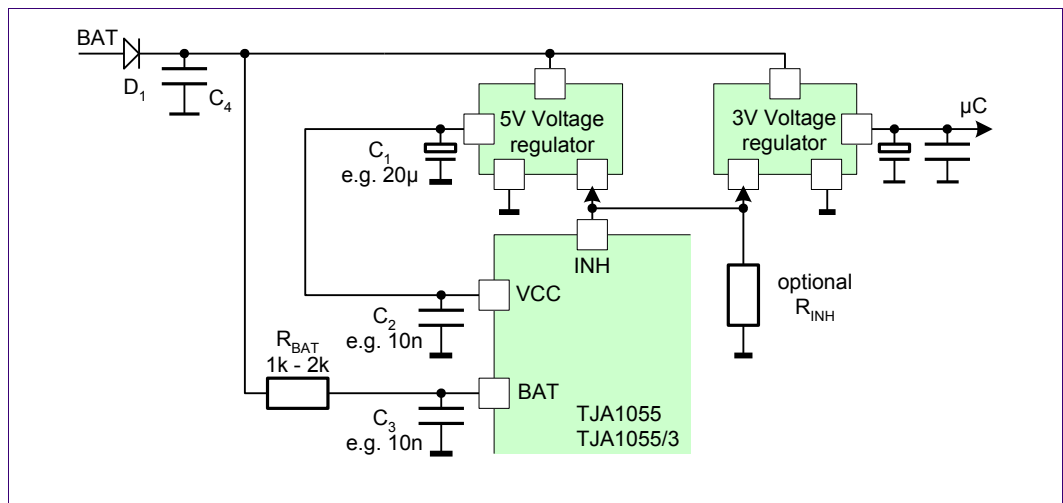 BAT
D1
C4
5V Voltage
regulator
3V Voltage
regulator
µC
C1
e.g. 20µ
INH
optional
RINH
VCC
C2
e.g. 10n
RBAT
1k - 2k
BAT
C3
e.g. 10n
TJA1055
TJA1055/3